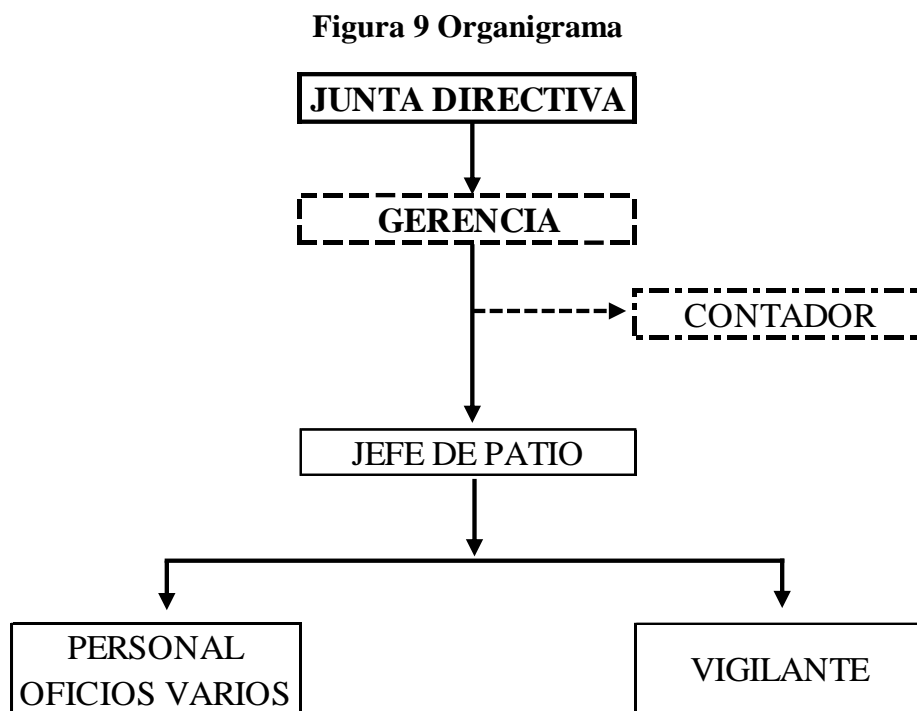 Figura 9 Organigrama
JUNTA DIRECTIVA
GERENCIA
CONTADOR
JEFE DE PATIO
PERSONAL
OFICIOS VARIOS
VIGILANTE